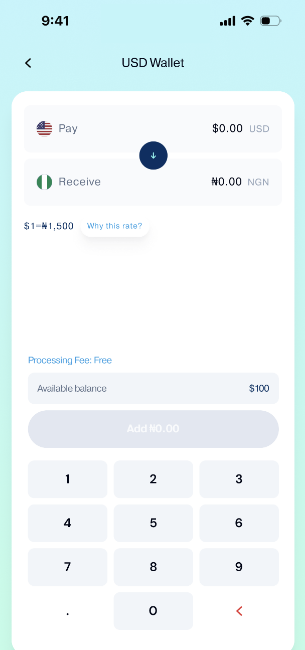 9:41
USD Wallet
Pay $0.00 USD
Receive ₦0.00 NGN
$1=₦1,500 Why this rate?
Processing Fee: Free
Available balance $100
Add ₦0.00
1 2 3
4 5 6
7 8 9
. 0